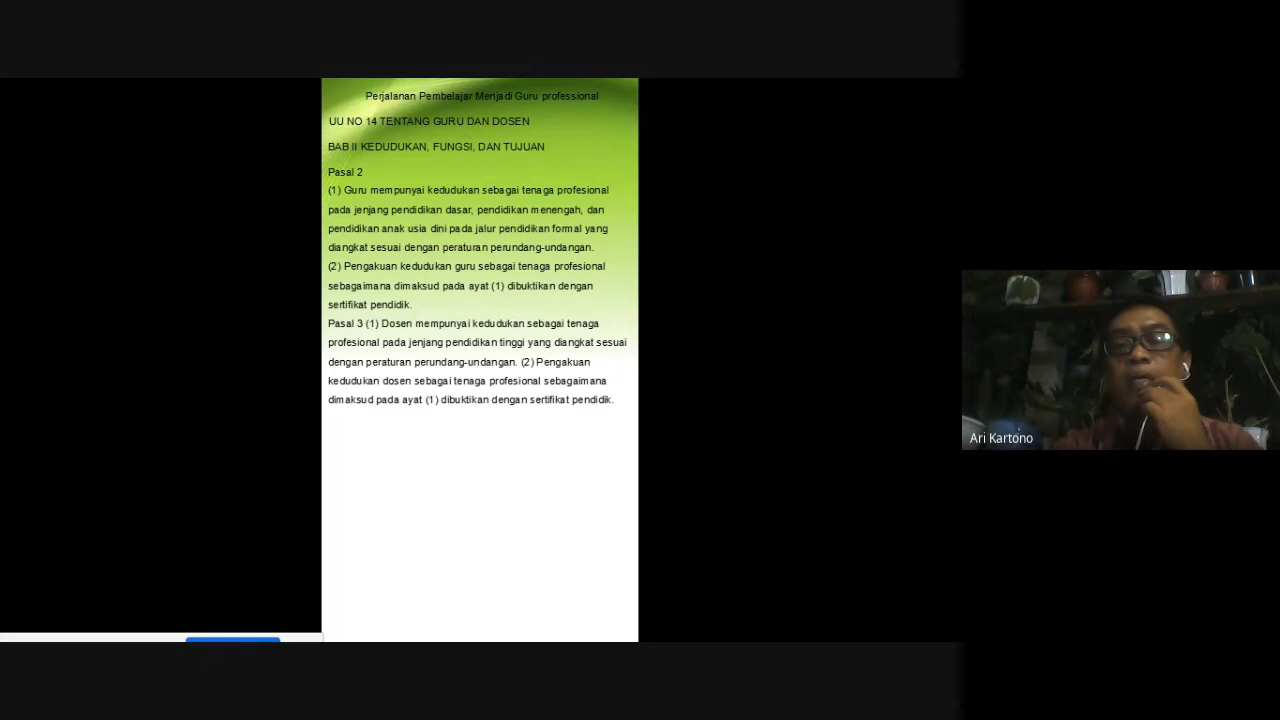 Perjalanan Pembelajar Menjadi Guru professional
UU NO 14 TENTANG GURU DAN DOSEN
BAB II KEDUDUKAN, FUNGSI, DAN TUJUAN
Pasal 2
(1) Guru mempunyai kedudukan sebagai tenaga profesional
pada jenjang pendidikan dasar, pendidikan menengah, dan
pendidikan anak usia dini pada jalur pendidikan formal yang
diangkat sesuai dengan peraturan perundang-undangan.
(2) Pengakuan kedudukan guru sebagai tenaga profesional
sebagaimana dimaksud pada ayat (1) dibuktikan dengan
sertifikat pendidik.
Pasal 3 (1) Dosen mempunyai kedudukan sebagai tenaga
profesional pada jenjang pendidikan tinggi yang diangkat sesuai
dengan peraturan perundang-undangan. (2) Pengakuan
kedudukan dosen sebagai tenaga profesional sebagaimana
dimaksud pada ayat (1) dibuktikan dengan sertifikat pendidik.
Ari Kartono